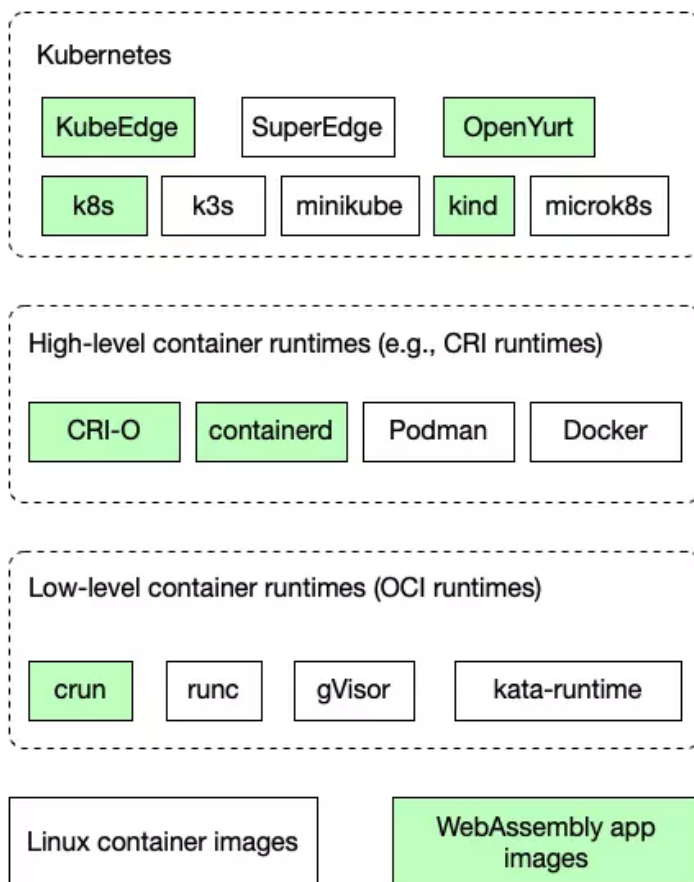 Kubernetes
KubeEdge
SuperEdge
OpenYurt
k8s
k3s
minikube
kind
microk8s
High-level container runtimes (e.g., CRI runtimes)
CRI-O
containerd
Podman
Docker
Low-level container runtimes (OCI runtimes)
crun
runc
gVisor
kata-runtime
Linux container images
WebAssembly app
images